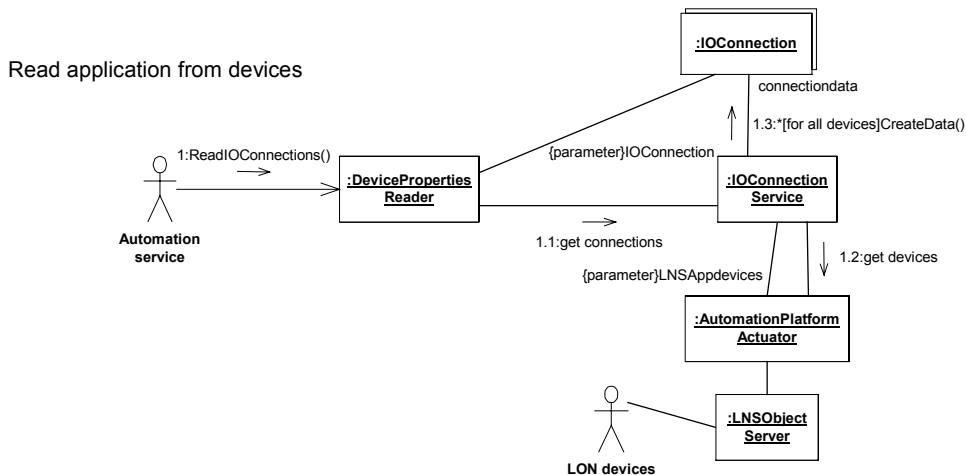 :IOConnection
Read application from devices
connectiondata
1.3:*[for all devices]CreateData()
1:ReadIOConnections()
{parameter}IOConnection
:DeviceProperties
Reader
:IOConnection
Service
Automation
service
1.1:get connections
1.2:get devices
{parameter}LNSAppdevices
:AutomationPlatform
Actuator
:LNSObject
Server
LON devices